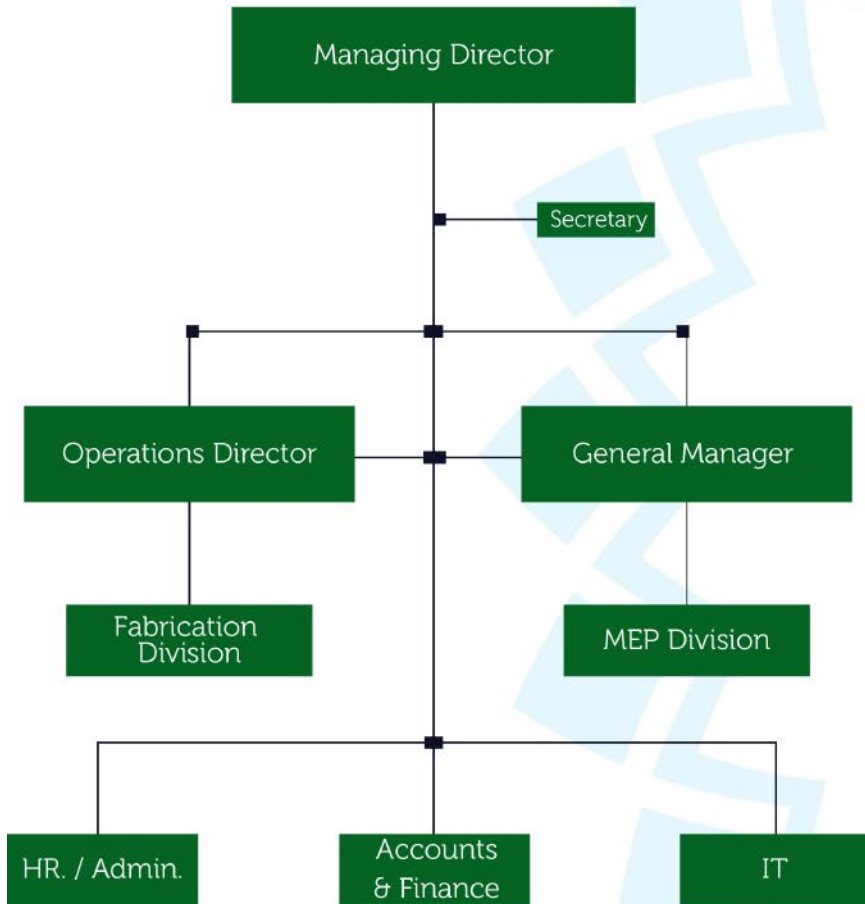 Managing Director
Secretary
Operations Director
General Manager
Fabrication
Division
MEP Division
HR. / Admin.
Accounts
& Finance
IT